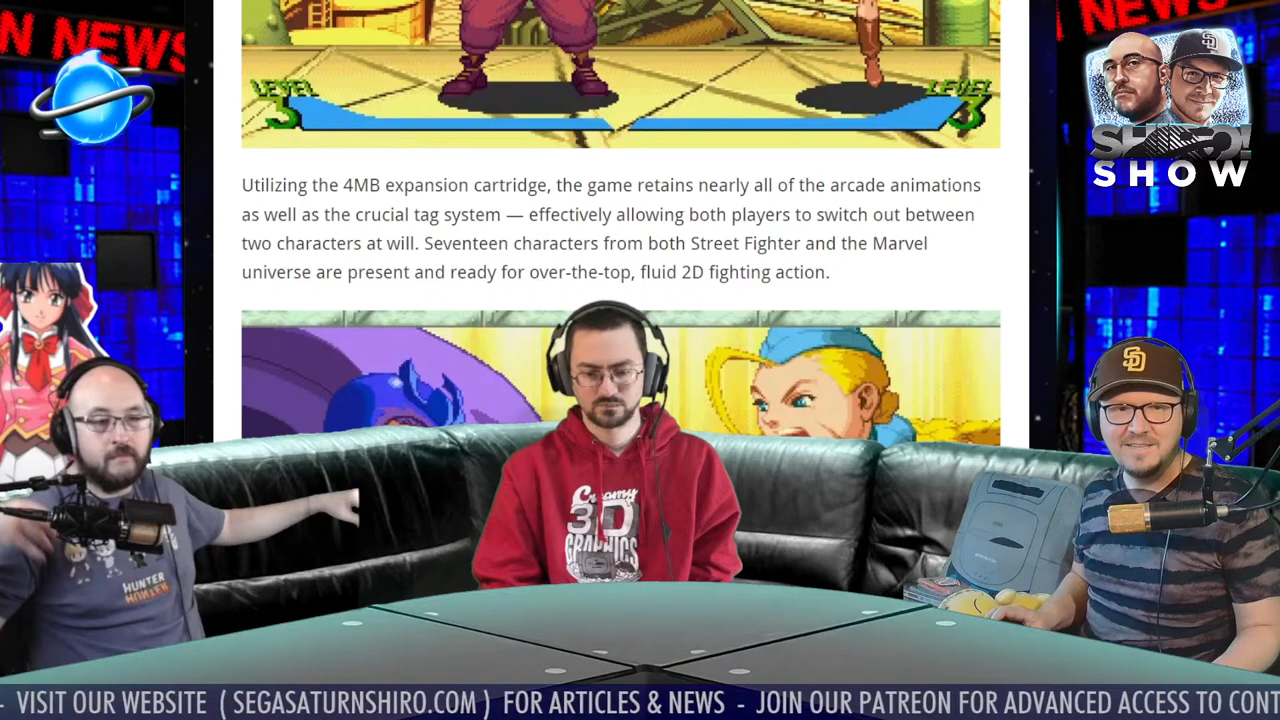 N NEWS
N NEWS
SHIRO!
SHOW
LEVEL
3
LEVEL
3
Utilizing the 4MB expansion cartridge, the game retains nearly all of the arcade animations
as well as the crucial tag system — effectively allowing both players to switch out between
two characters at will. Seventeen characters from both Street Fighter and the Marvel
universe are present and ready for over-the-top, fluid 2D fighting action.
SD
SD
Creamy
3D
GRAPHICS
HUNTER
HUNTER
- VISIT OUR WEBSITE ( SEGASATURNSHIRO.COM ) FOR ARTICLES & NEWS - JOIN OUR PATREON FOR ADVANCED ACCESS TO CONT